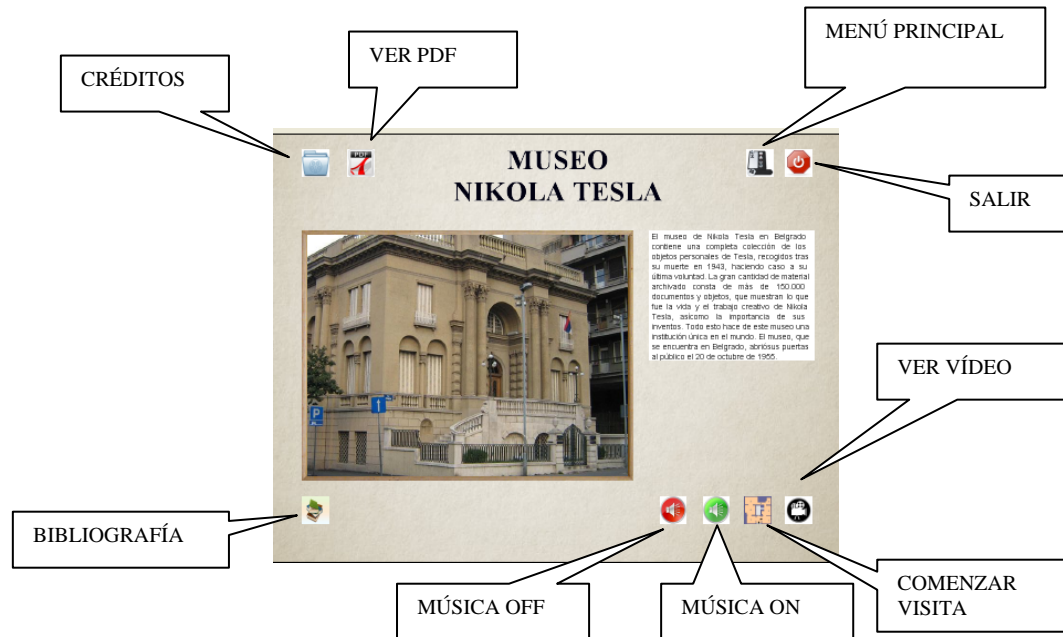 MENÚ PRINCIPAL
VER PDF
CRÉDITOS
PDF
MUSEO
NIKOLA TESLA
SALIR
El museo de Nikola Tesla en Belgrado
contiene una completa colección de los
objetos personales de Tesla, recogidos tras
su muerte en 1943, haciendo caso a su
última voluntad. La gran cantidad de material
archivado consta de más de 160.000
documentos y objetos, que muestran lo que
fue la vida y el trabajo creativo de Nikola
Tesla, asícomo la importancia de sus
inventos. Todo esto hace de este museo una
institución única en el mundo. El museo, que
se encuentra en Belgrado, abriósus puertas
al público el 20 de octubre de 1955.
P
VER VÍDEO
BIBLIOGRAFÍA
COMENZAR
VISITA
MÚSICA OFF
MÚSICA ON